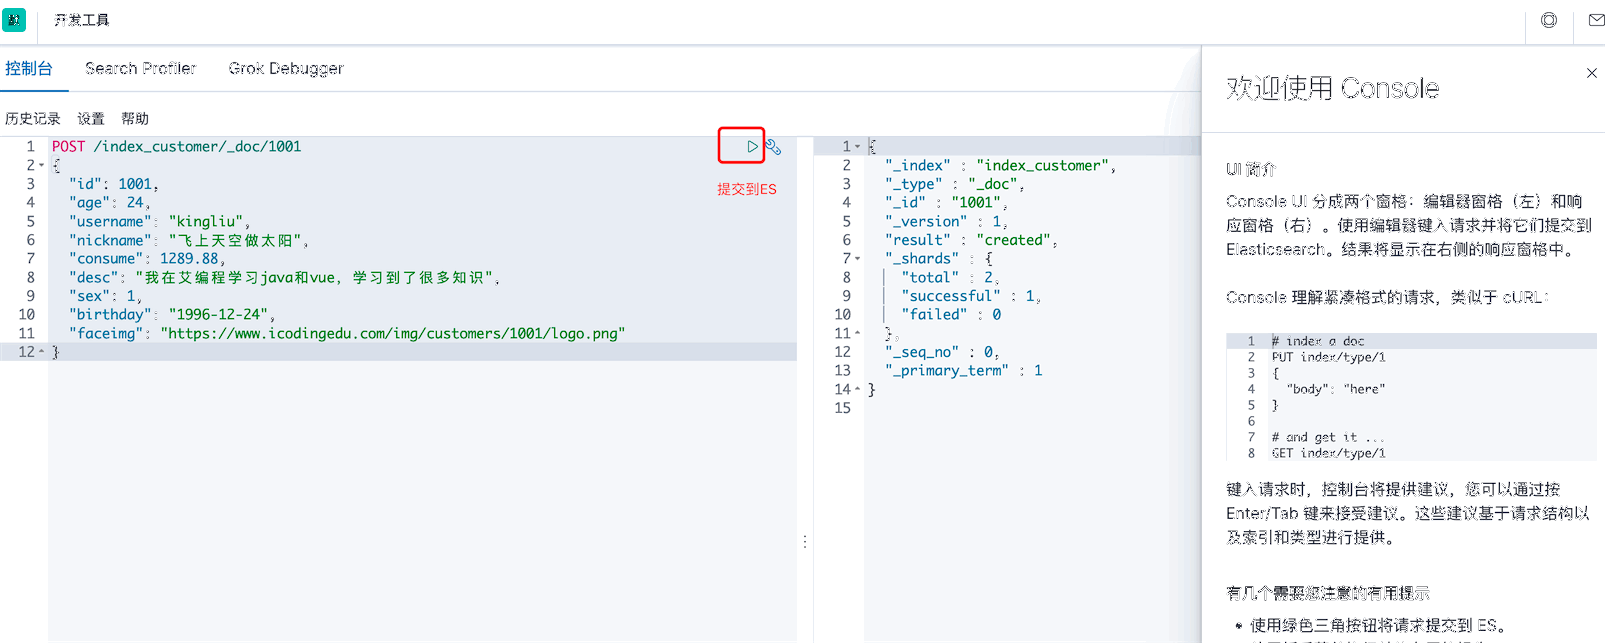 开发工具
控制台 Search Profiler Grok Debugger
历史记录 设置 帮助
1 POST /index_customer/_doc/1001
2 {
3 "id": 1001,
4 "age": 24,
5 "username": "kingliu",
6 "nickname": "飞上天空做太阳",
7 "consume": 1289.88,
8 "desc": "我在艾编程学习java和vue，学习到了很多知识",
9 "sex": 1,
10 "birthday": "1996-12-24",
11 "faceimg": "https://www.icodingedu.com/img/customers/1001/logo.png"
12 }
提交到ES
1 {
2 "_index" : "index_customer",
3 "_type" : "_doc",
4 "_id" : "1001",
5 "_version" : 1,
6 "result" : "created",
7 "_shards" : {
8 "total" : 2,
9 "successful" : 1,
10 "failed" : 0
11 },
12 "_seq_no" : 0,
13 "_primary_term" : 1
14 }
15
欢迎使用 Console
UI 简介
Console UI 分成两个窗格：编辑器窗格（左）和响
应窗格（右）。使用编辑器键入请求并将它们提交到
Elasticsearch。结果将显示在右侧的响应窗格中。
Console 理解紧凑格式的请求，类似于 cURL：
1 # index a doc
2 PUT index/type/1
3 {
4 "body": "here"
5 }
6
7 # and get it ...
8 GET index/type/1
键入请求时，控制台将提供建议，您可以通过按
Enter/Tab 键来接受建议。这些建议基于请求结构以
及索引和类型进行提供。
有几个需要您注意的有用提示
• 使用绿色三角按钮将请求提交到 ES。